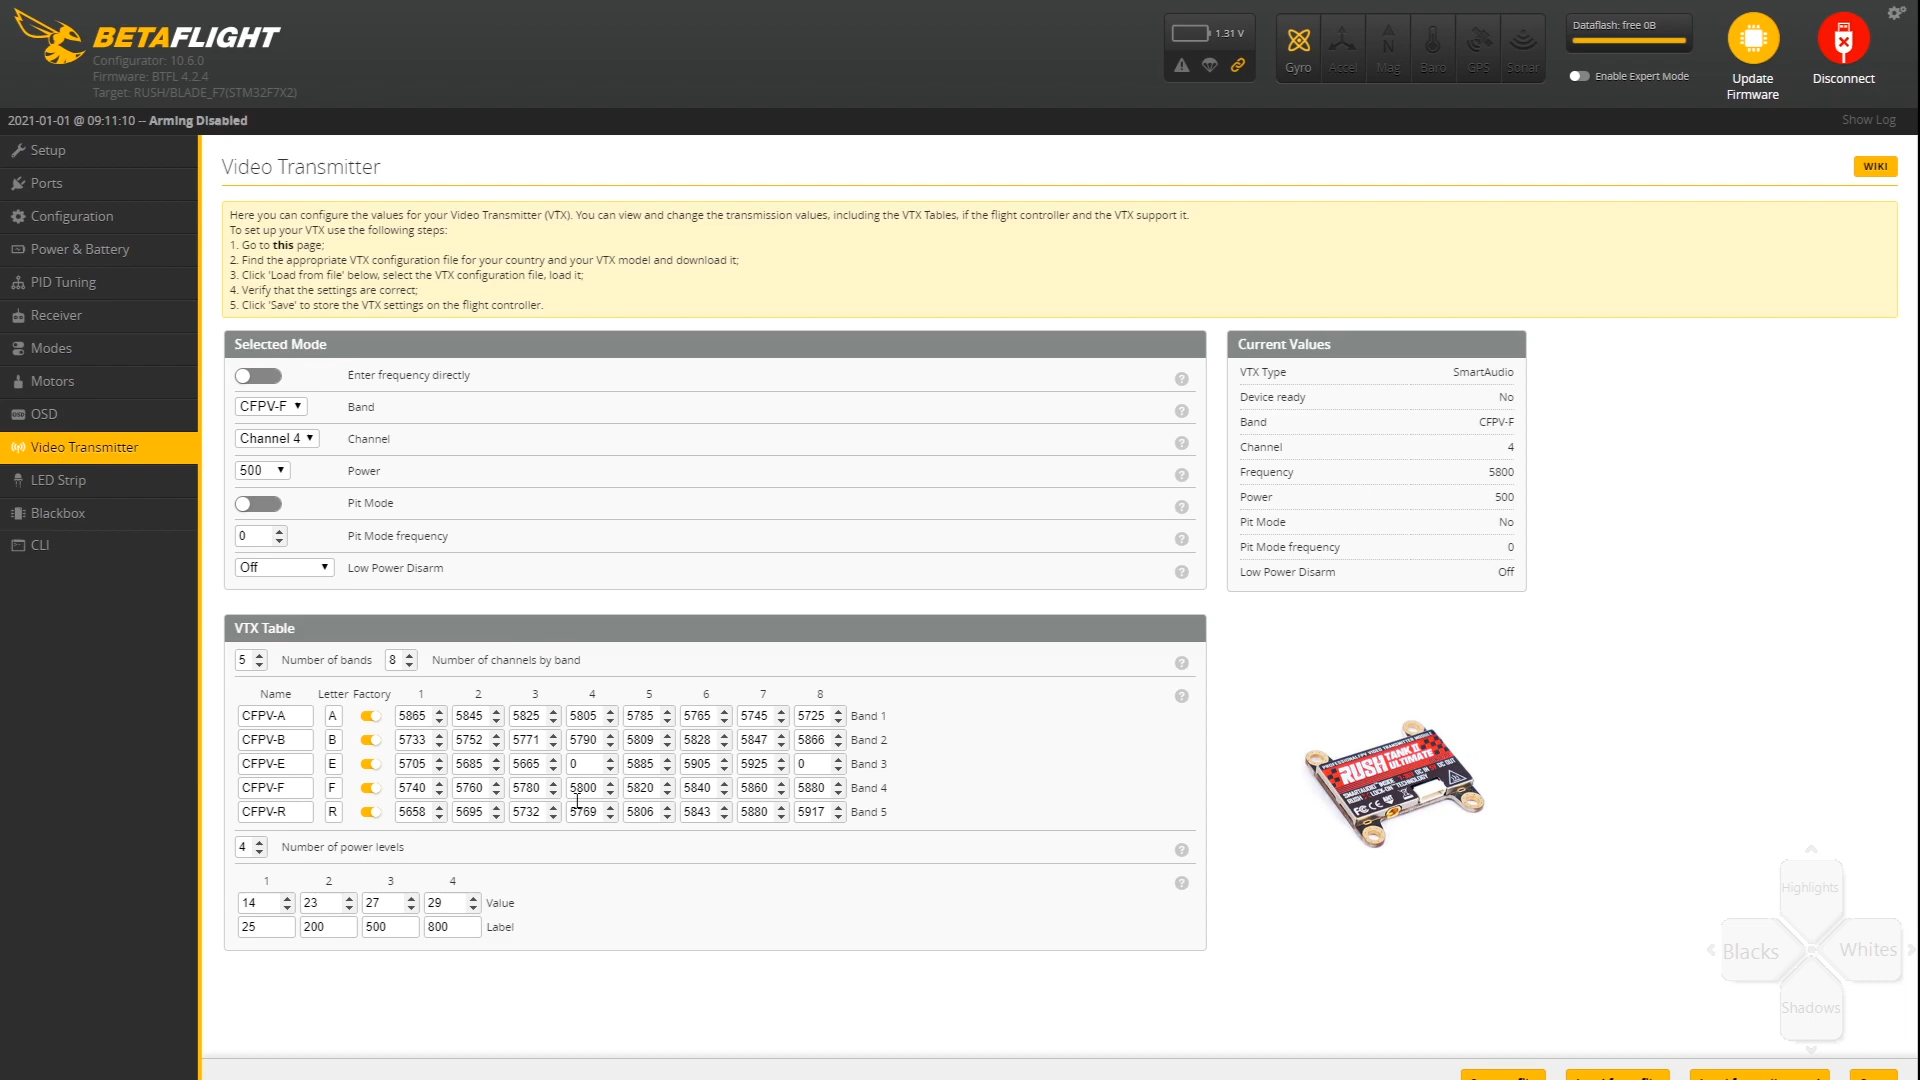 BETAFLIGHT
Configurator: 10.6.0
Firmware: BTFL 4.2.4
Target: RUSH/BLADE_F7(STM32F7X2)
1.31 V
Gyro
Accel
Mag
Baro
GPS
Sonar
Dataflash: free 0B
Enable Expert Mode
Update
Firmware
Disconnect
2021-01-01 @ 09:11:10 -- Arming Disabled
Show Log
Setup
Ports
Configuration
Power & Battery
PID Tuning
Receiver
Modes
Motors
OSD
Video Transmitter
LED Strip
Blackbox
CLI
Video Transmitter
WIKI
Here you can configure the values for your Video Transmitter (VTX). You can view and change the transmission values, including the VTX Tables, if the flight controller and the VTX support it.
To set up your VTX use the following steps:
1. Go to this page;
2. Find the appropriate VTX configuration file for your country and your VTX model and download it;
3. Click 'Load from file' below, select the VTX configuration file, load it;
4. Verify that the settings are correct;
5. Click 'Save' to store the VTX settings on the flight controller.
Selected Mode
Enter frequency directly
CFPV-F Band
Channel 4 Channel
500 Power
Pit Mode
0 Pit Mode frequency
Off Low Power Disarm
Current Values
VTX Type SmartAudio
Device ready No
Band CFPV-F
Channel 4
Frequency 5800
Power 500
Pit Mode No
Pit Mode frequency 0
Low Power Disarm Off
VTX Table
5 Number of bands 8 Number of channels by band
Name Letter Factory 1 2 3 4 5 6 7 8
CFPV-A A 5865 5845 5825 5805 5785 5765 5745 5725 Band 1
CFPV-B B 5733 5752 5771 5790 5809 5828 5847 5866 Band 2
CFPV-E E 5705 5685 5665 0 5885 5905 5925 0 Band 3
CFPV-F F 5740 5760 5780 5800 5820 5840 5860 5880 Band 4
CFPV-R R 5658 5695 5732 5769 5806 5843 5880 5917 Band 5
4 Number of power levels
1 2 3 4
14 23 27 29 Value
25 200 500 800 Label
PROFESSIONAL FPV VIDEO TRANSMITTER MODULE
RUSH TANK II
ULTIMATE
Highlights
Blacks
Whites
Shadows